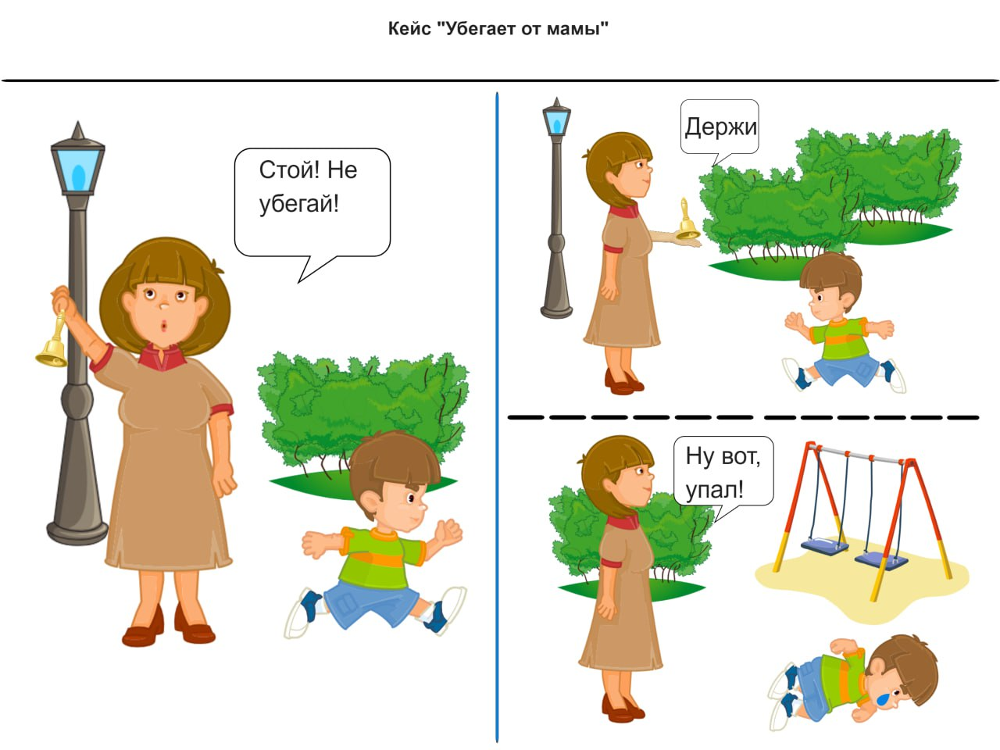 Кейс "Убегает от мамы"
Стой! Не
убегай!
Держи
Ну вот,
упал!